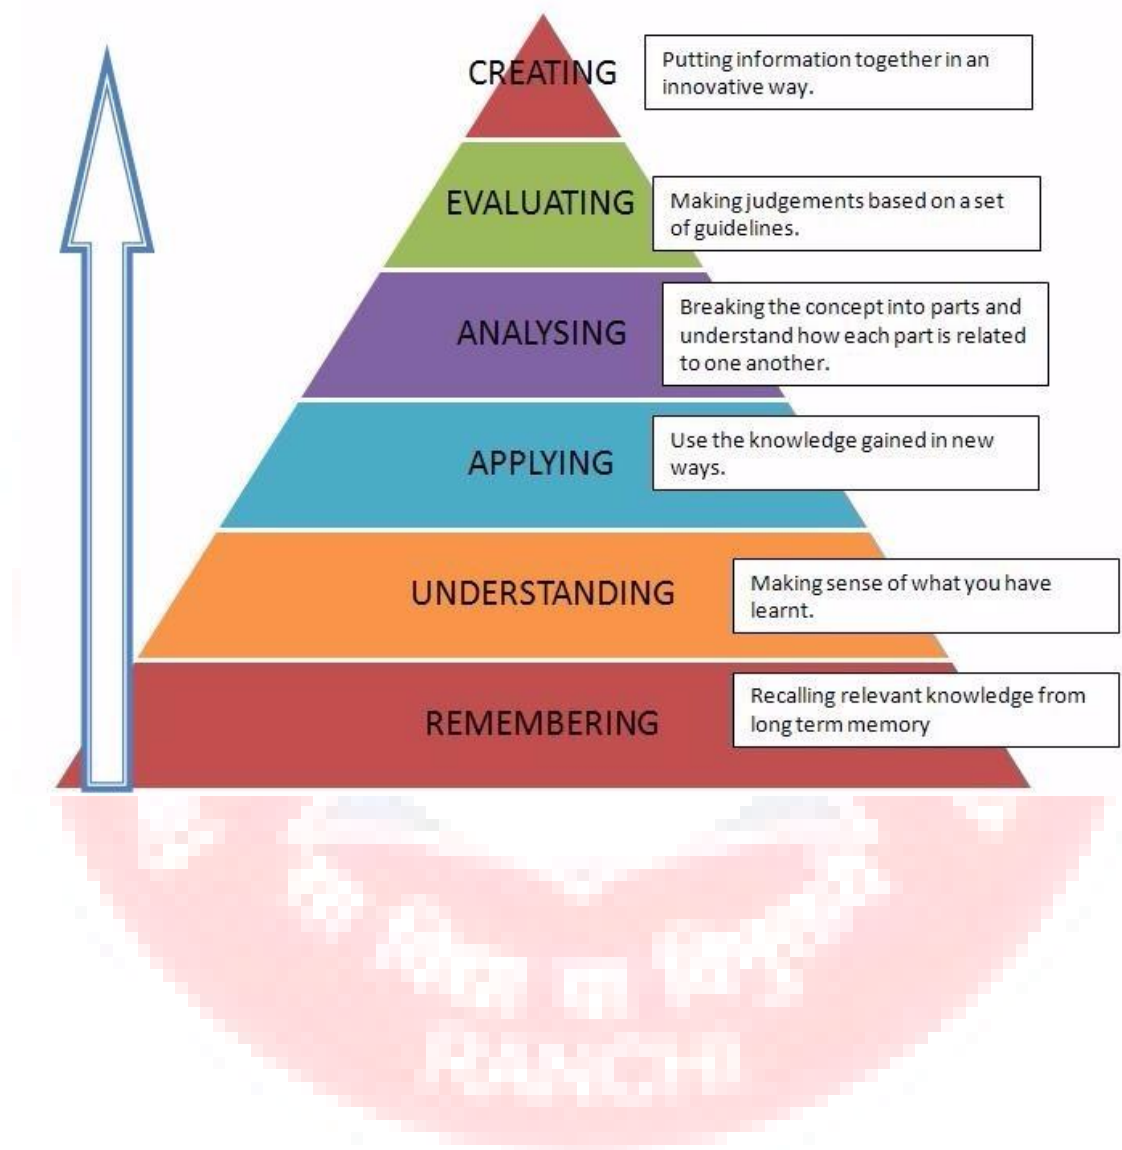 CREATING
Putting information together in an
innovative way.
EVALUATING
Making judgements based on a set
of guidelines.
ANALYSING
Breaking the concept into parts and
understand how each part is related
to one another.
APPLYING
Use the knowledge gained in new
ways.
UNDERSTANDING
Making sense of what you have
learnt.
REMEMBERING
Recalling relevant knowledge from
long term memory
RANCHI